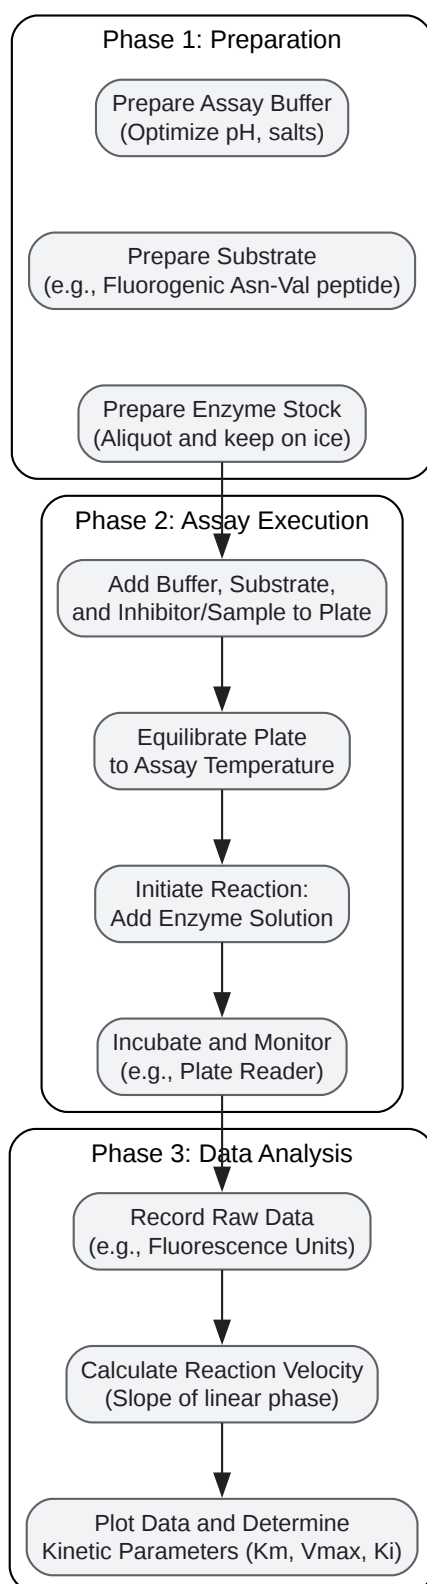 Phase 1: Preparation
Prepare Assay Buffer
(Optimize pH, salts)
Prepare Substrate
(e.g., Fluorogenic Asn-Val peptide)
Prepare Enzyme Stock
(Aliquot and keep on ice)
Phase 2: Assay Execution
Add Buffer, Substrate,
and Inhibitor/Sample to Plate
Equilibrate Plate
to Assay Temperature
Initiate Reaction:
Add Enzyme Solution
Incubate and Monitor
(e.g., Plate Reader)
Phase 3: Data Analysis
Record Raw Data
(e.g., Fluorescence Units)
Calculate Reaction Velocity
(Slope of linear phase)
Plot Data and Determine
Kinetic Parameters (Km, Vmax, Ki)